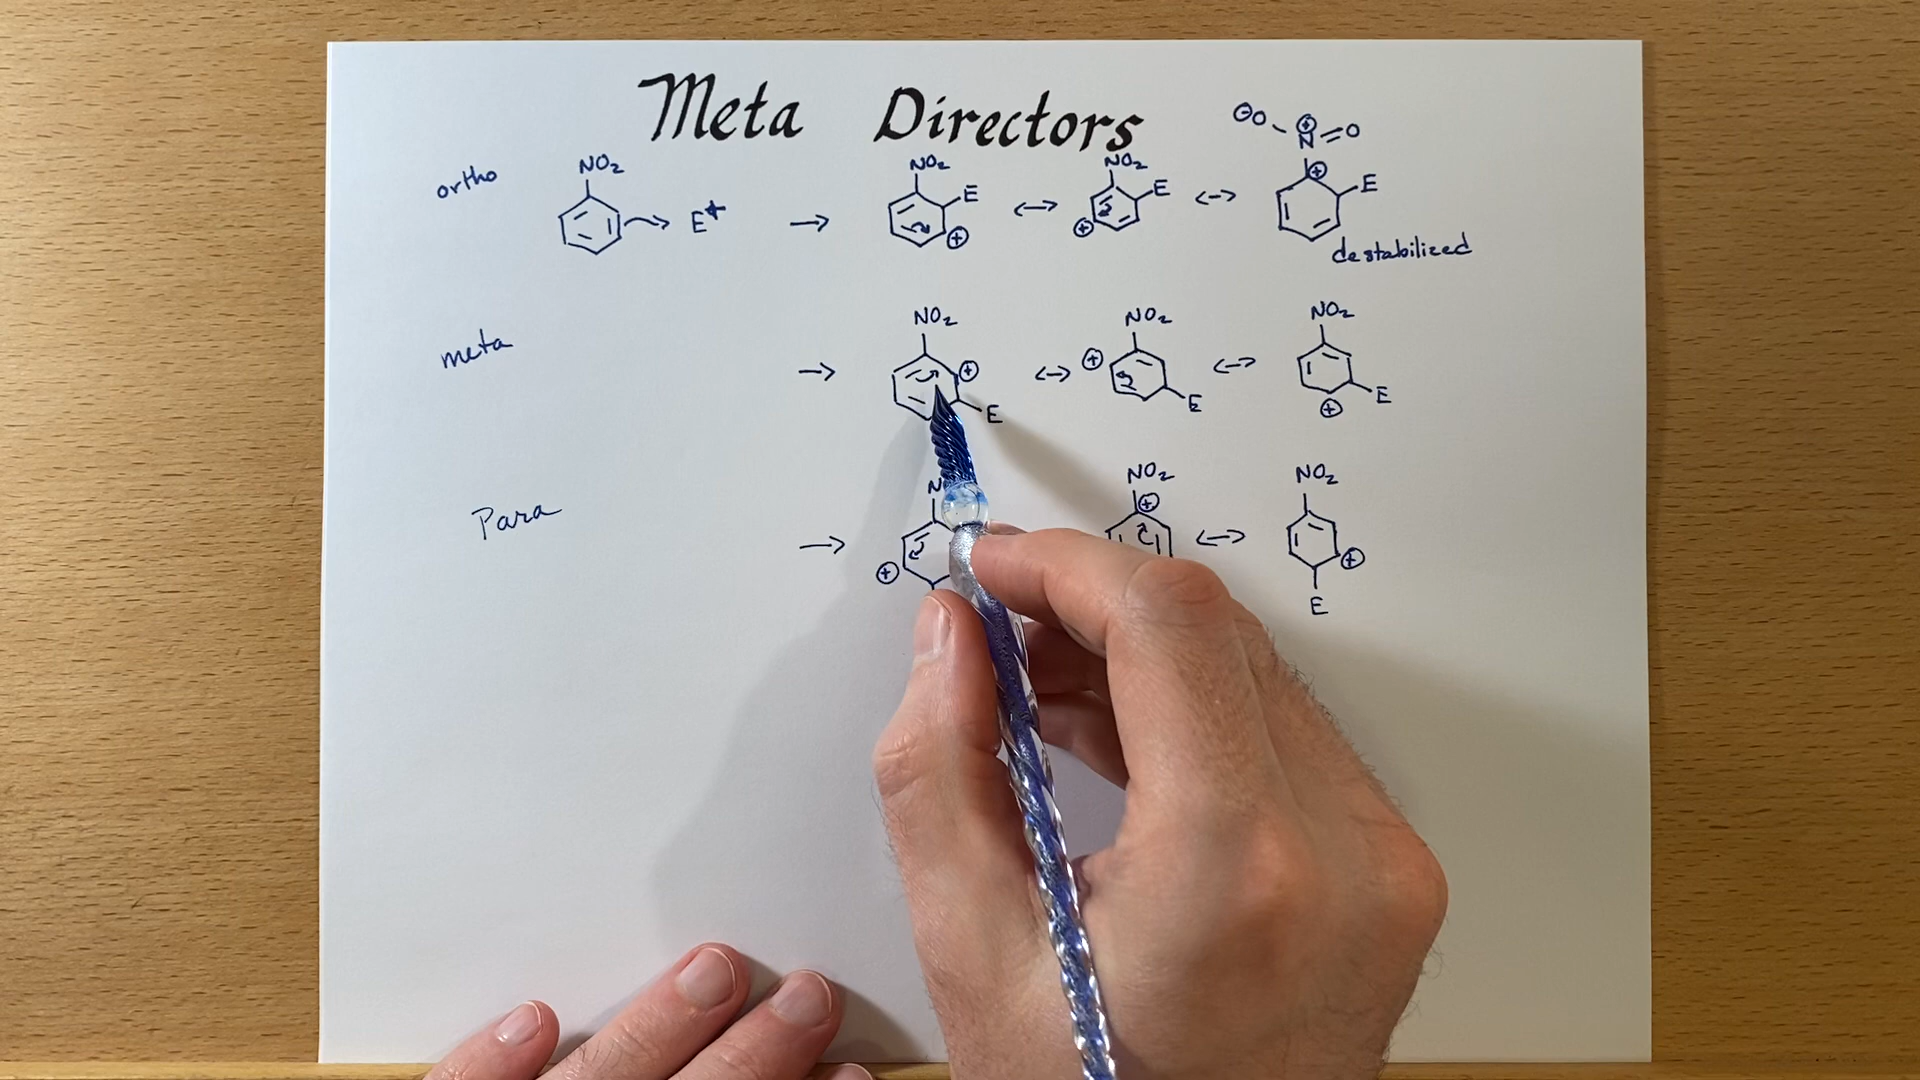 Meta Directors
⊖O N⊕ O
ortho NO₂ E⁺ → NO₂ E ⊕ ↔ NO₂ E ⊕ ↔ ⊕ E
destabilized
meta → NO₂ ⊕ E ↔ NO₂ ⊕ E ↔ NO₂ E ⊕
Para → ⊕ NO₂ ⊕ ↔ NO₂ ⊕ E